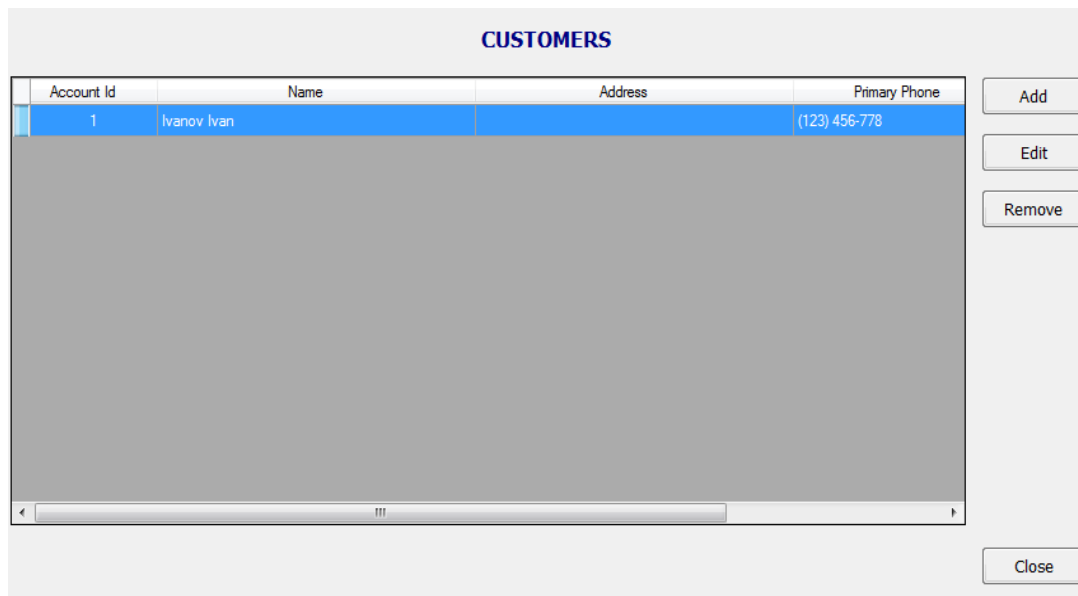 CUSTOMERS
Account Id Name Address Primary Phone
1 Ivanov Ivan (123) 456-778
Add
Edit
Remove
Close